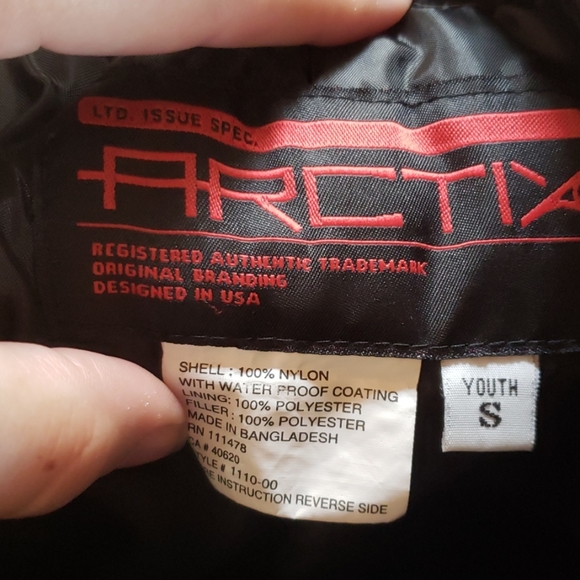 LTD. ISSUE SPEC.
ARCTIX
REGISTERED AUTHENTIC TRADEMARK
ORIGINAL BRANDING
DESIGNED IN USA
SHELL : 100% NYLON
WITH WATER PROOF COATING
LINING: 100% POLYESTER
FILLER : 100% POLYESTER
MADE IN BANGLADESH
RN 111478
CA # 40620
STYLE # 1110-00
INSTRUCTION REVERSE SIDE
YOUTH
S